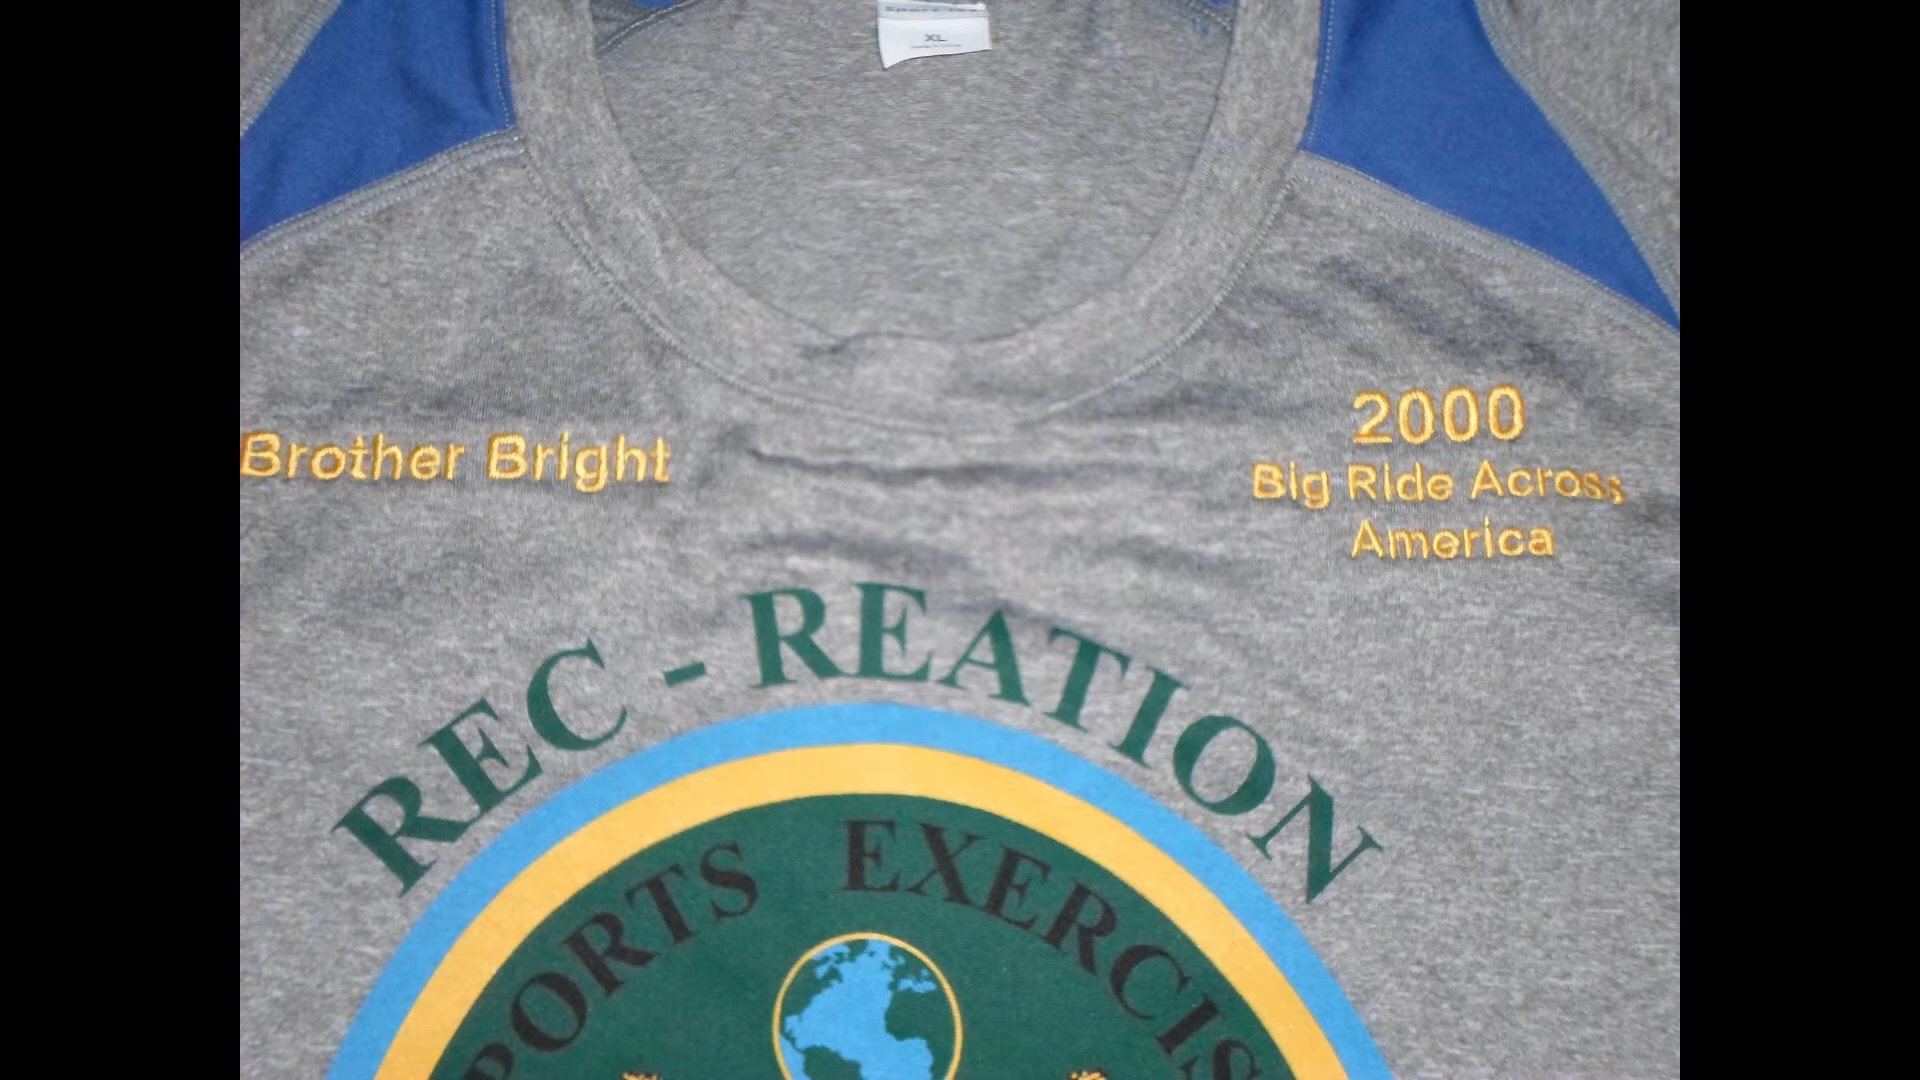 XL
Brother Bright
2000
Big Ride Across
America
REC - REATION
PORTS EXERCIS